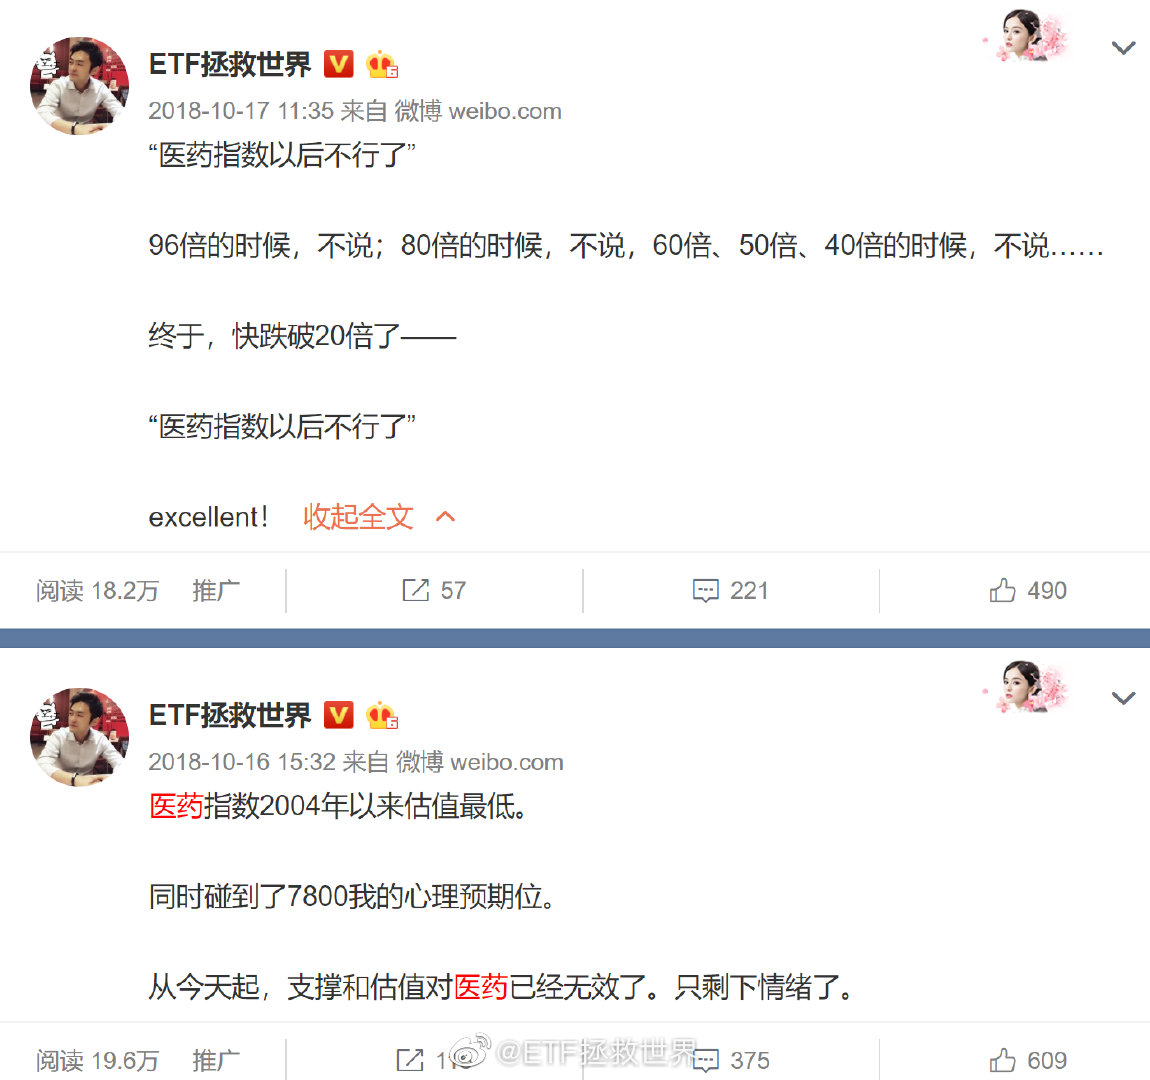 ETF拯救世界
2018-10-17 11:35 来自 微博 weibo.com
“医药指数以后不行了”
96倍的时候，不说；80倍的时候，不说，60倍、50倍、40倍的时候，不说……
终于，快跌破20倍了——
“医药指数以后不行了”
excellent！ 收起全文
阅读 18.2万 推广 57 221 490
ETF拯救世界
2018-10-16 15:32 来自 微博 weibo.com
医药指数2004年以来估值最低。
同时碰到了7800我的心理预期位。
从今天起，支撑和估值对医药已经无效了。只剩下情绪了。
阅读 19.6万 推广 375 609
@ETF拯救世界